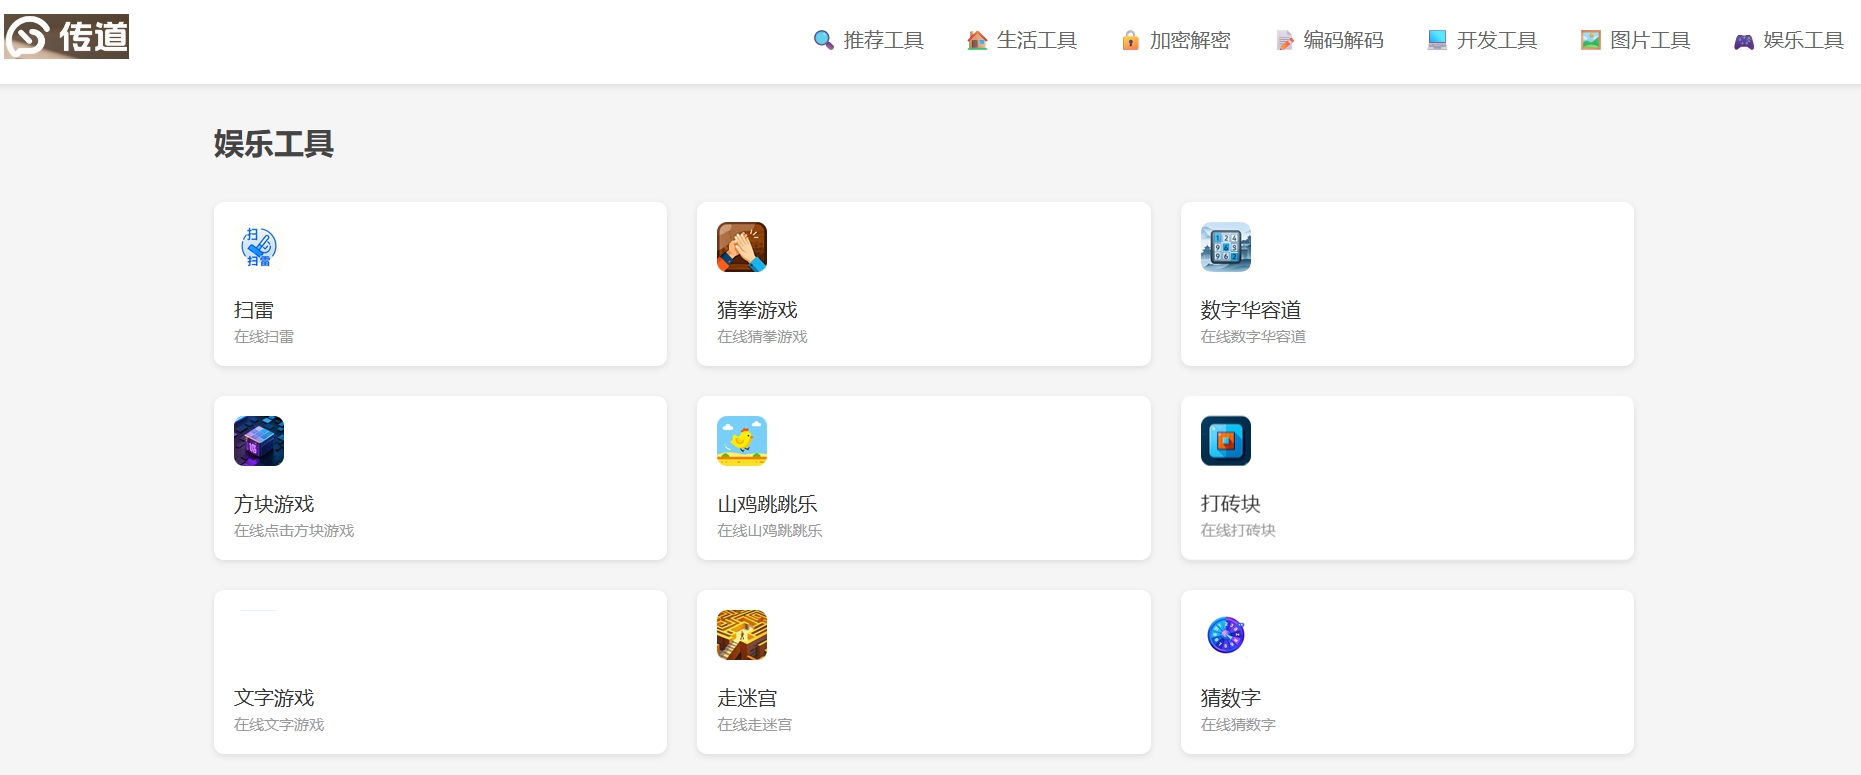 传道
推荐工具 生活工具 加密解密 编码解码 开发工具 图片工具 娱乐工具
娱乐工具
扫
扫雷
扫雷
在线扫雷
猜拳游戏
在线猜拳游戏
数字华容道
在线数字华容道
方块游戏
在线点击方块游戏
山鸡跳跳乐
在线山鸡跳跳乐
打砖块
在线打砖块
文字游戏
在线文字游戏
走迷宫
在线走迷宫
猜数字
在线猜数字